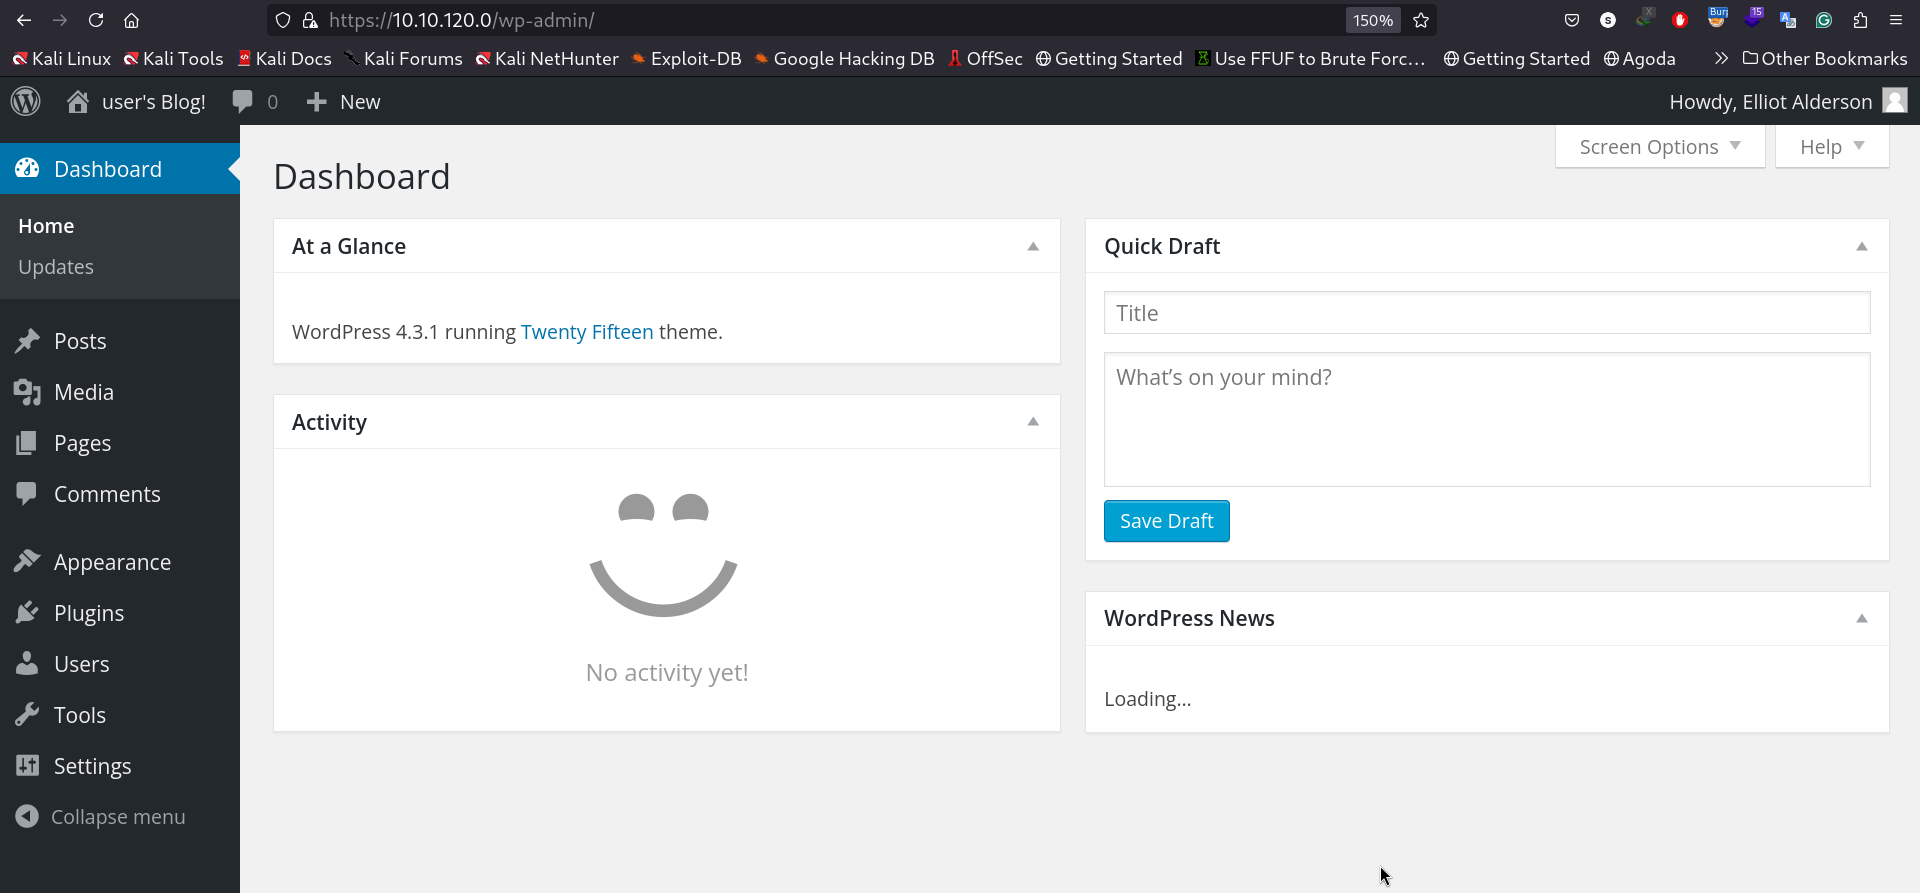 https://10.10.120.0/wp-admin/
150%
Kali Linux Kali Tools Kali Docs Kali Forums Kali NetHunter Exploit-DB Google Hacking DB OffSec Getting Started Use FFUF to Brute Forc… Getting Started Agoda Other Bookmarks
user's Blog! 0 New Howdy, Elliot Alderson
Screen Options Help
Dashboard
Home
Updates
Posts
Media
Pages
Comments
Appearance
Plugins
Users
Tools
Settings
Collapse menu
Dashboard
At a Glance
WordPress 4.3.1 running Twenty Fifteen theme.
Activity
No activity yet!
Quick Draft
Title
What’s on your mind?
Save Draft
WordPress News
Loading…